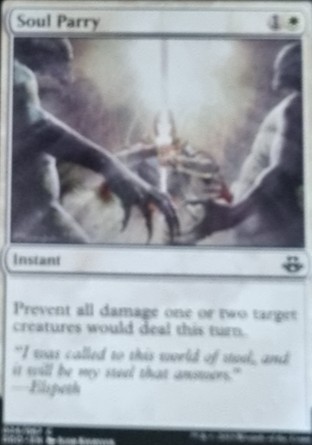 Soul Parry 1
Instant
Prevent all damage one or two target
creatures would deal this turn.
"I was called to this world of steel, and
it will be my steel that answers."
—Elspeth